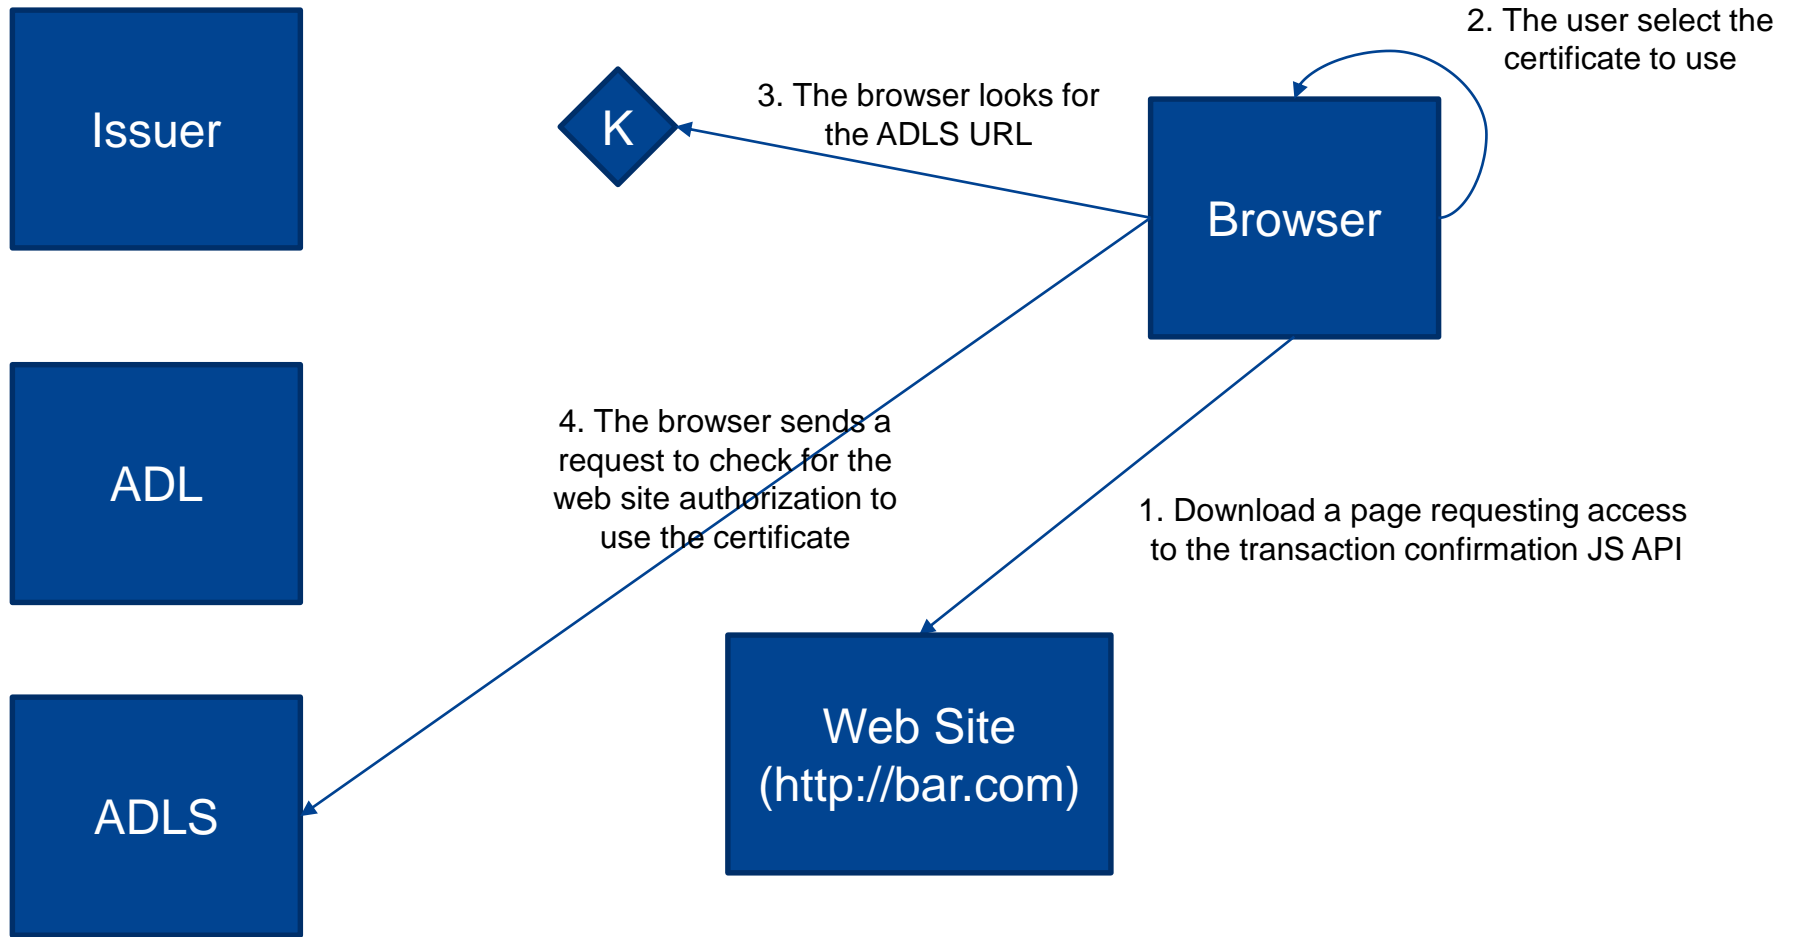 2. The user select the
certificate to use
3. The browser looks for
the ADLS URL
Issuer
K
Browser
4. The browser sends a
request to check for the
web site authorization to
use the certificate
ADL
1. Download a page requesting access
to the transaction confirmation JS API
Web Site
(http://bar.com)
ADLS